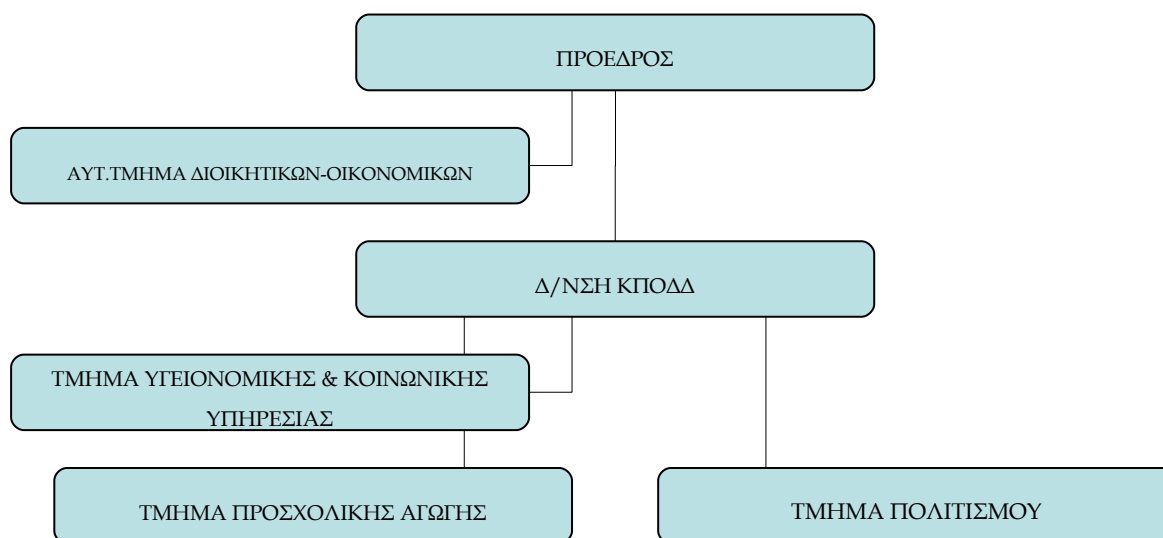 ΠΡΟΕΔΡΟΣ
ΑΥΤ.ΤΜΗΜΑ ΔΙΟΙΚΗΤΙΚΩΝ-ΟΙΚΟΝΟΜΙΚΩΝ
Δ/ΝΣΗ ΚΠΟΔΔ
ΤΜΗΜΑ ΥΓΕΙΟΝΟΜΙΚΗΣ & ΚΟΙΝΩΝΙΚΗΣ
ΥΠΗΡΕΣΙΑΣ
ΤΜΗΜΑ ΠΡΟΣΧΟΛΙΚΗΣ ΑΓΩΓΗΣ
ΤΜΗΜΑ ΠΟΛΙΤΙΣΜΟΥ